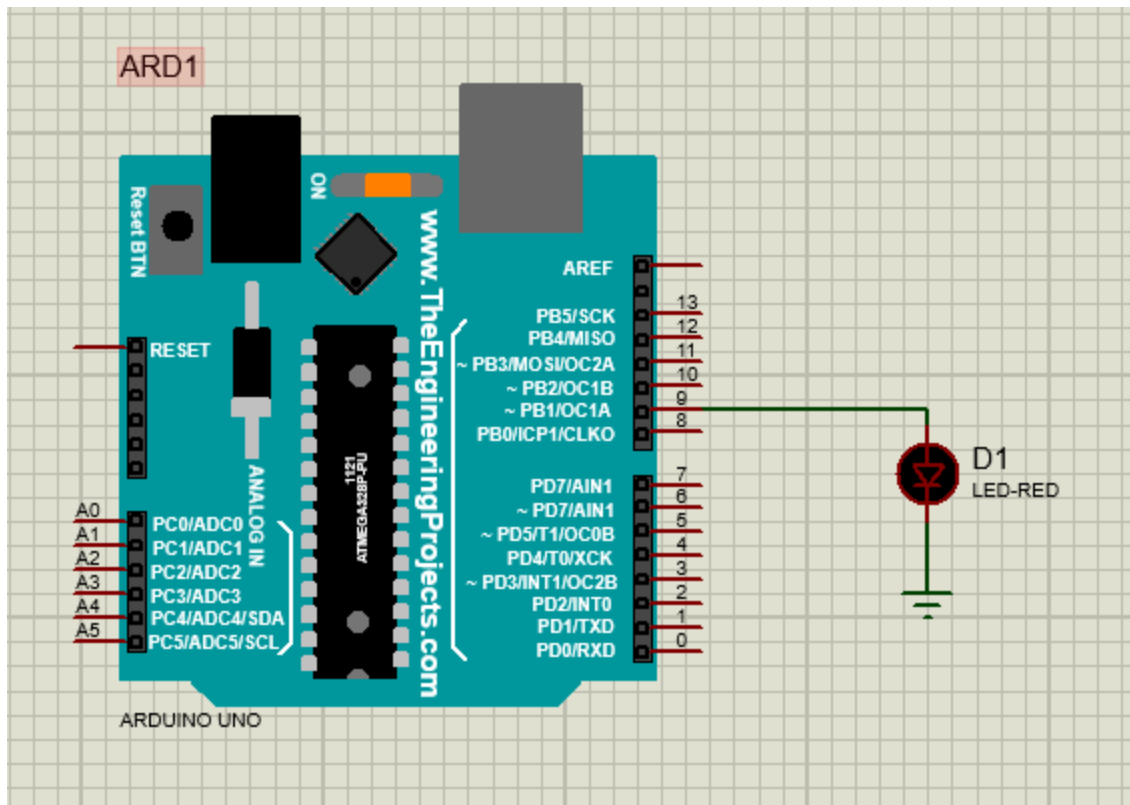 ARD1
Reset BTN
ON
www.TheEngineeringProjects.com
RESET
ANALOG IN
1121
ATMEGA328P-PU
A0
PC0/ADC0
A1
PC1/ADC1
A2
PC2/ADC2
A3
PC3/ADC3
A4
PC4/ADC4/SDA
A5
PC5/ADC5/SCL
AREF
PB5/SCK 13
PB4/MISO 12
~ PB3/MOSI/OC2A 11
~ PB2/OC1B 10
~ PB1/OC1A 9
PB0/ICP1/CLKO 8
PD7/AIN1 7
~ PD7/AIN1 6
~ PD5/T1/OC0B 5
PD4/T0/XCK 4
~ PD3/INT1/OC2B 3
PD2/INT0 2
PD1/TXD 1
PD0/RXD 0
D1
LED-RED
ARDUINO UNO